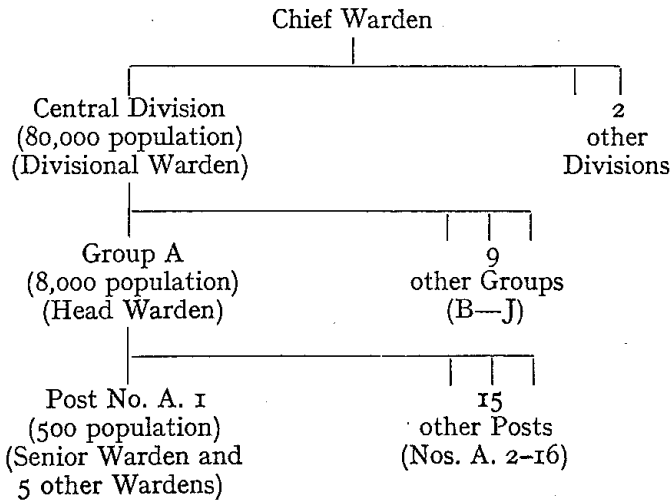 Chief Warden
Central Division
(80,000 population)
(Divisional Warden)
2
other
Divisions
Group A
(8,000 population)
(Head Warden)
9
other Groups
(B—J)
Post No. A. 1
(500 population)
(Senior Warden and
5 other Wardens)
15
other Posts
(Nos. A. 2-16)